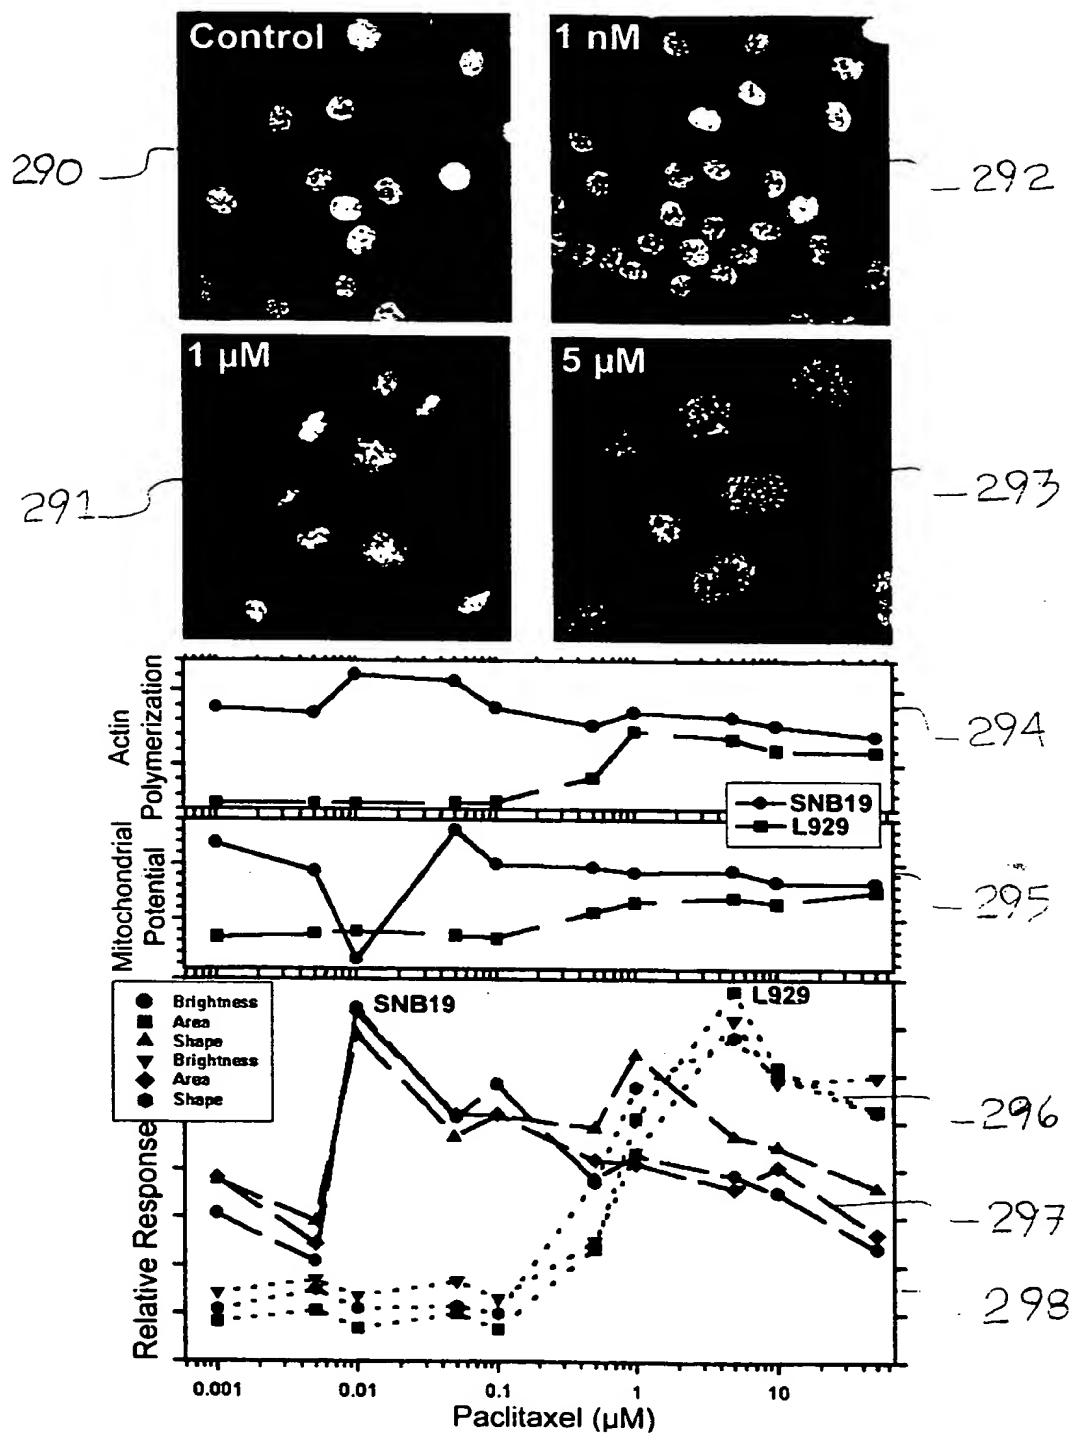 Control
1 nM
290
292
1 µM
5 µM
291
293
Actin
Polymerization
294
SNB19
L929
Mitochondrial
Potential
295
Brightness
Area
Shape
Brightness
Area
Shape
SNB19
L929
296
297
298
Relative Response
0.001
0.01
0.1
1
10
Paclitaxel (µM)